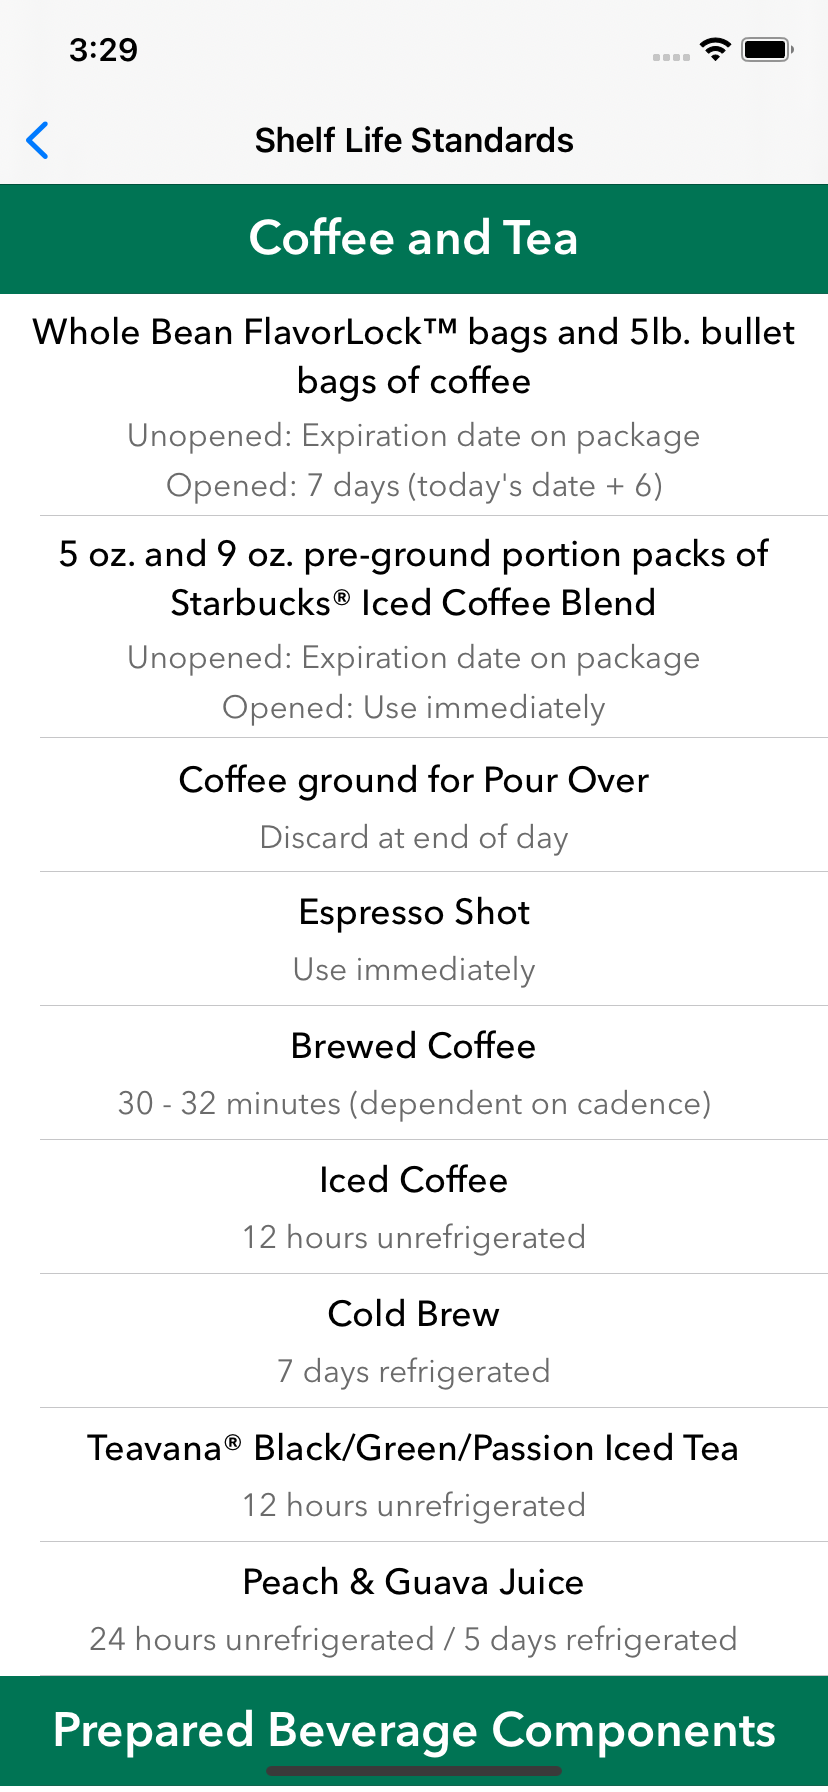 3:29
Shelf Life Standards
Coffee and Tea
Whole Bean FlavorLock™ bags and 5lb. bullet
bags of coffee
Unopened: Expiration date on package
Opened: 7 days (today's date + 6)
5 oz. and 9 oz. pre-ground portion packs of
Starbucks® Iced Coffee Blend
Unopened: Expiration date on package
Opened: Use immediately
Coffee ground for Pour Over
Discard at end of day
Espresso Shot
Use immediately
Brewed Coffee
30 - 32 minutes (dependent on cadence)
Iced Coffee
12 hours unrefrigerated
Cold Brew
7 days refrigerated
Teavana® Black/Green/Passion Iced Tea
12 hours unrefrigerated
Peach & Guava Juice
24 hours unrefrigerated / 5 days refrigerated
Prepared Beverage Components